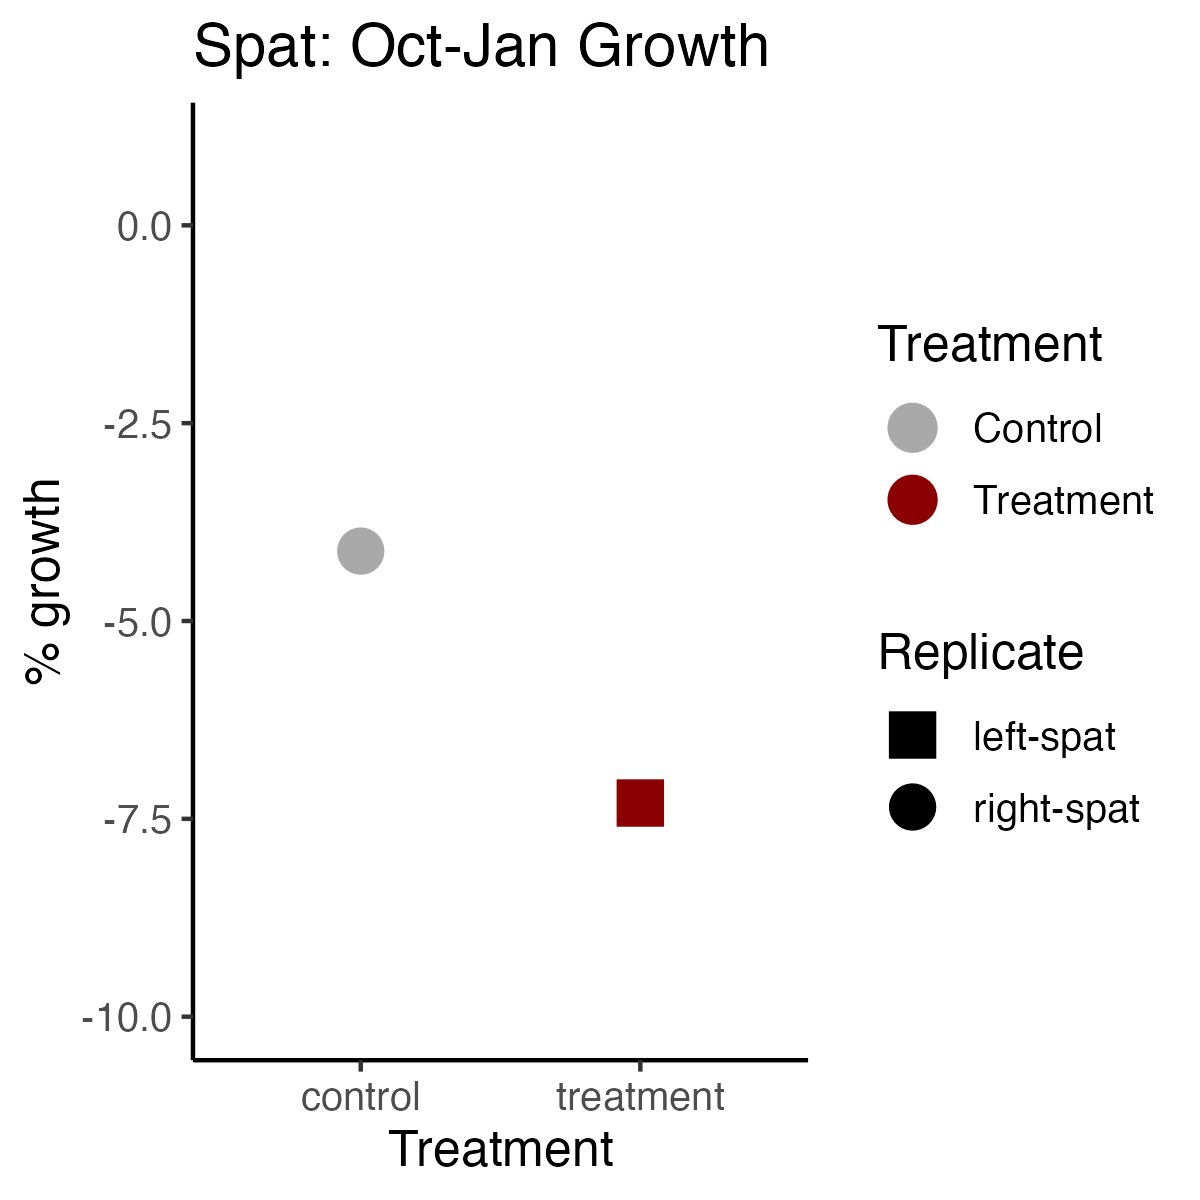 Spat: Oct-Jan Growth
0.0
-2.5
-5.0
-7.5
-10.0
% growth
control
treatment
Treatment
Treatment
Control
Treatment
Replicate
left-spat
right-spat